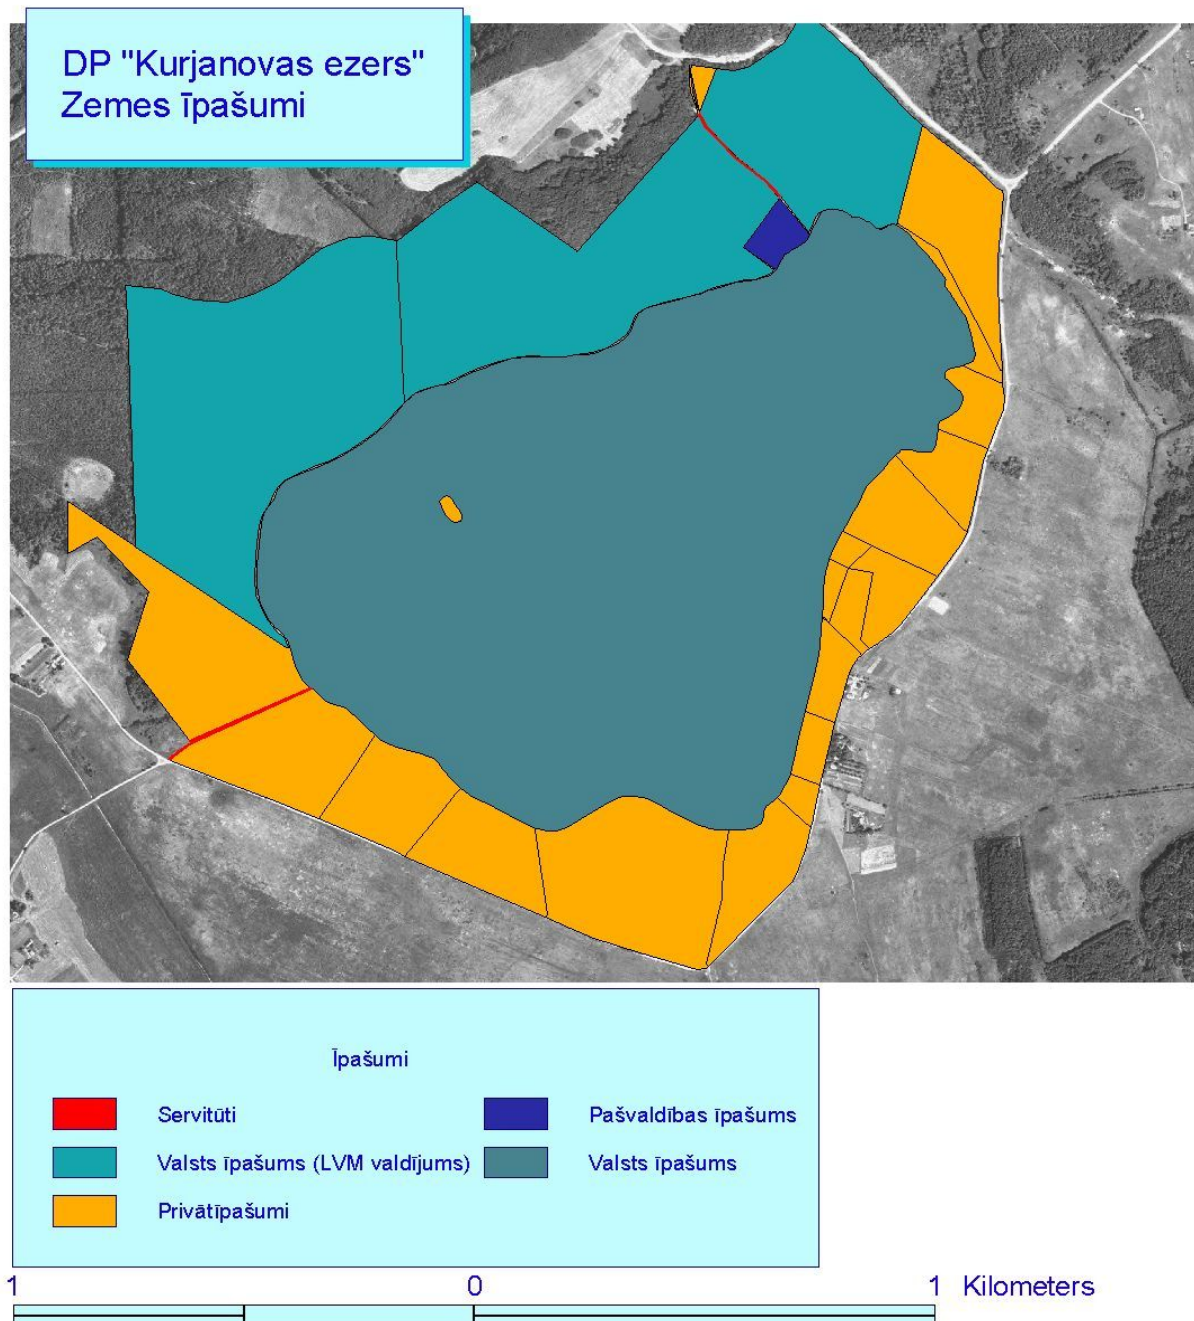 DP "Kurjanovas ezers"
Zemes īpašumi
Īpašumi
Servitūti
Pašvaldības īpašums
Valsts īpašums (LVM valdījums)
Valsts īpašums
Privātīpašumi
1 0 1 Kilometers